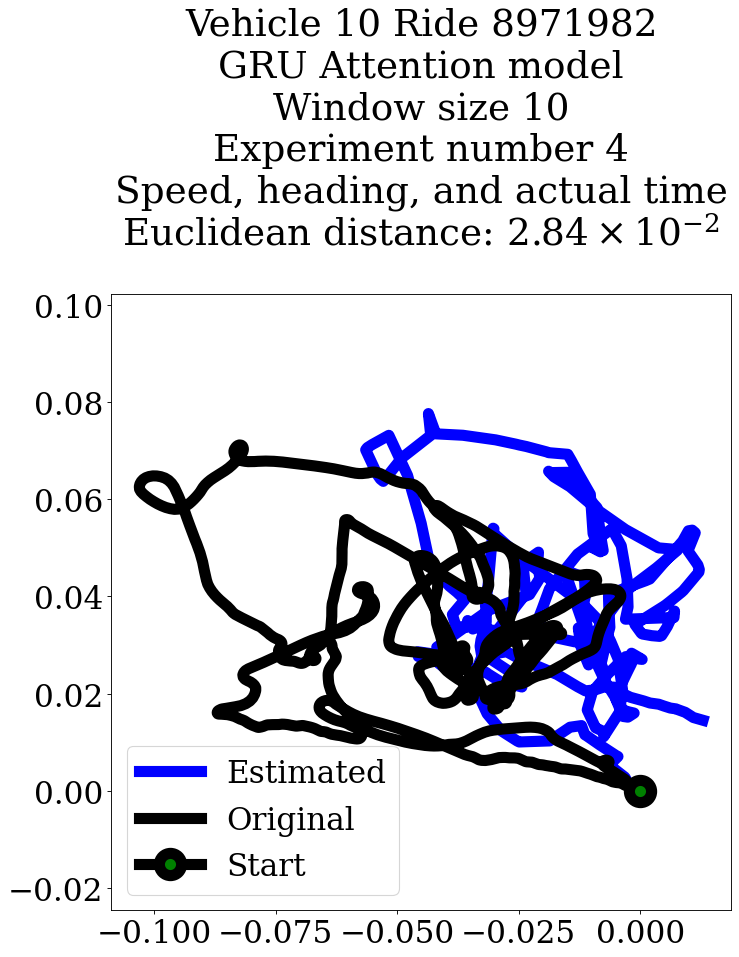 Vehicle 10 Ride 8971982
GRU Attention model
Window size 10
Experiment number 4
Speed, heading, and actual time
Euclidean distance: 2.84 × 10⁻²
0.10
0.08
0.06
0.04
0.02
0.00
−0.02
Estimated
Original
Start
−0.100 −0.075 −0.050 −0.025 0.000